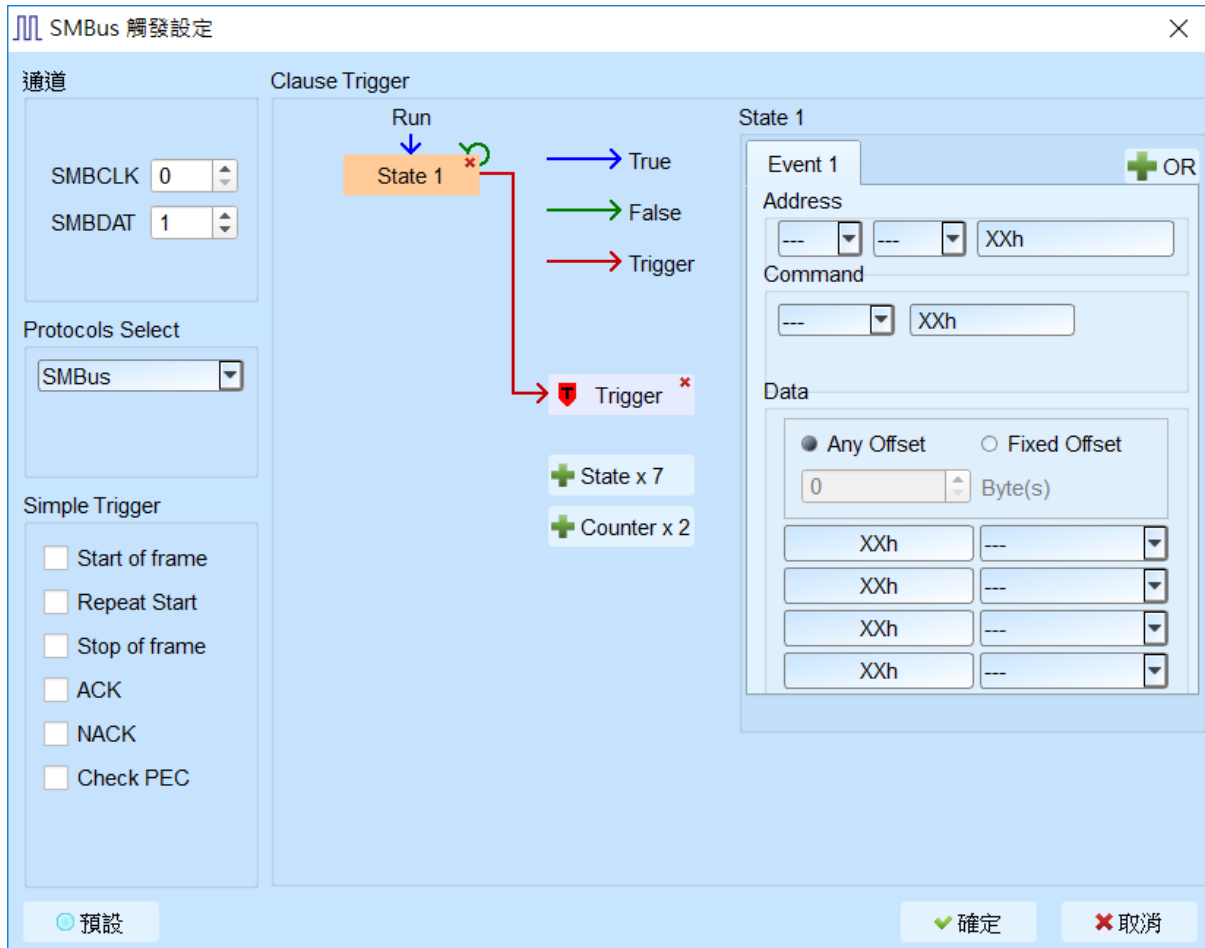 SMBus 觸發設定
通道
SMBCLK 0
SMBDAT 1
Protocols Select
SMBus
Simple Trigger
Start of frame
Repeat Start
Stop of frame
ACK
NACK
Check PEC
Clause Trigger
Run
State 1
True
False
Trigger
T Trigger
State x 7
Counter x 2
State 1
Event 1
OR
Address
--- --- XXh
Command
--- XXh
Data
Any Offset Fixed Offset
0 Byte(s)
XXh ---
XXh ---
XXh ---
XXh ---
預設
確定
取消